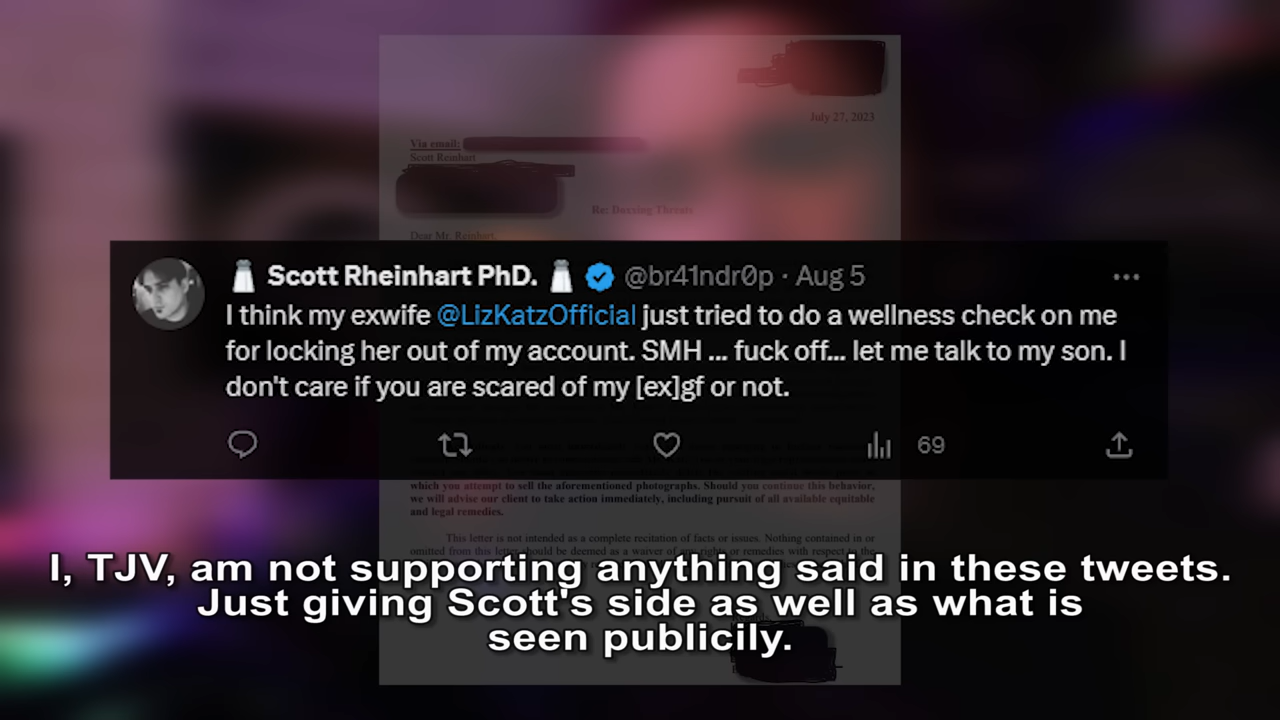 July 27, 2023
Via email:
Scott Reinhart
Re: Doxxing Threats
Dear Mr. Reinhart,
Scott Rheinhart PhD. @br41ndr0p · Aug 5
I think my exwife @LizKatzOfficial just tried to do a wellness check on me
for locking her out of my account. SMH ... fuck off... let me talk to my son. I
don't care if you are scared of my [ex]gf or not.
69
which you attempt to sell the aforementioned photographs. Should you continue this behavior,
we will advise our client to take action immediately, including pursuit of all available equitable
and legal remedies.
This letter is not intended as a complete recitation of facts or issues. Nothing contained in or
omitted from this letter should be deemed as a waiver of any rights or remedies with respect to the
I, TJV, am not supporting anything said in these tweets.
Just giving Scott's side as well as what is
seen publicily.